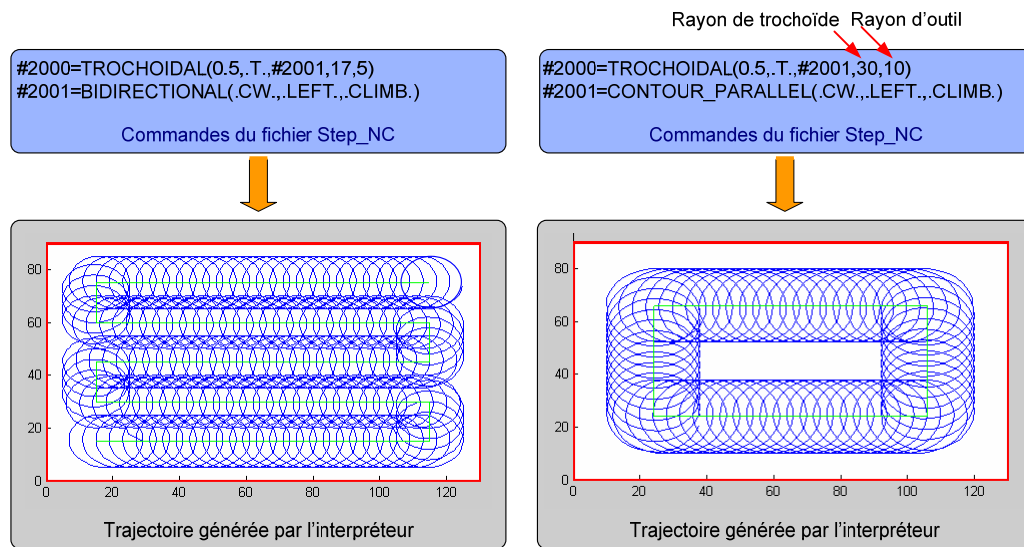 Rayon de trochoïde Rayon d'outil
#2000=TROCHOIDAL(0.5,.T.,#2001,17,5)
#2001=BIDIRECTIONAL(.CW.,.LEFT.,.CLIMB.)
Commandes du fichier Step_NC
#2000=TROCHOIDAL(0.5,.T.,#2001,30,10)
#2001=CONTOUR_PARALLEL(.CW.,.LEFT.,.CLIMB.)
Commandes du fichier Step_NC
80
60
40
20
0
0 20 40 60 80 100 120
Trajectoire générée par l'interpréteur
80
60
40
20
0
0 20 40 60 80 100 120
Trajectoire générée par l'interpréteur